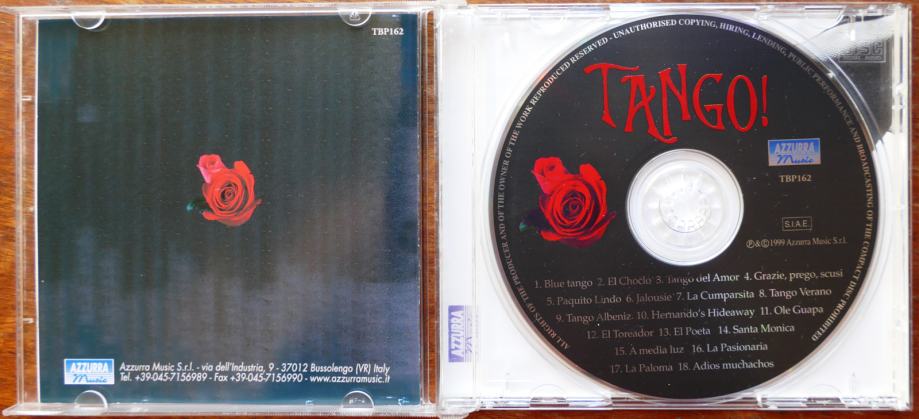 TBP162
AZZURRA
Music
Azzurra Music S.r.l. - via dell'Industria, 9 - 37012 Bussolengo (VR) Italy
Tel. +39-045-7156989 - Fax +39-045-7156990 - www.azzurramusic.it
ALL RIGHTS OF THE PRODUCER AND OF THE OWNER OF THE WORK REPRODUCED RESERVED - UNAUTHORISED COPYING, HIRING, LENDING, PUBLIC PERFORMANCE AND BROADCASTING OF THE COMPACT DISC PROHIBITED
TANGO!
AZZURRA
Music
TBP162
S.I.A.E.
℗&©1999 Azzurra Music S.r.l.
1. Blue tango 2. El Choclo 3. Tango del Amor 4. Grazie, prego, scusi
5. Paquito Lindo 6. Jalousie 7. La Cumparsita 8. Tango Verano
9. Tango Albeniz 10. Hernando's Hideaway 11. Ole Guapa
12. El Toreador 13. El Poeta 14. Santa Monica
15. A media luz 16. La Pasionaria
17. La Paloma 18. Adios muchachos
AZZURRA
Music